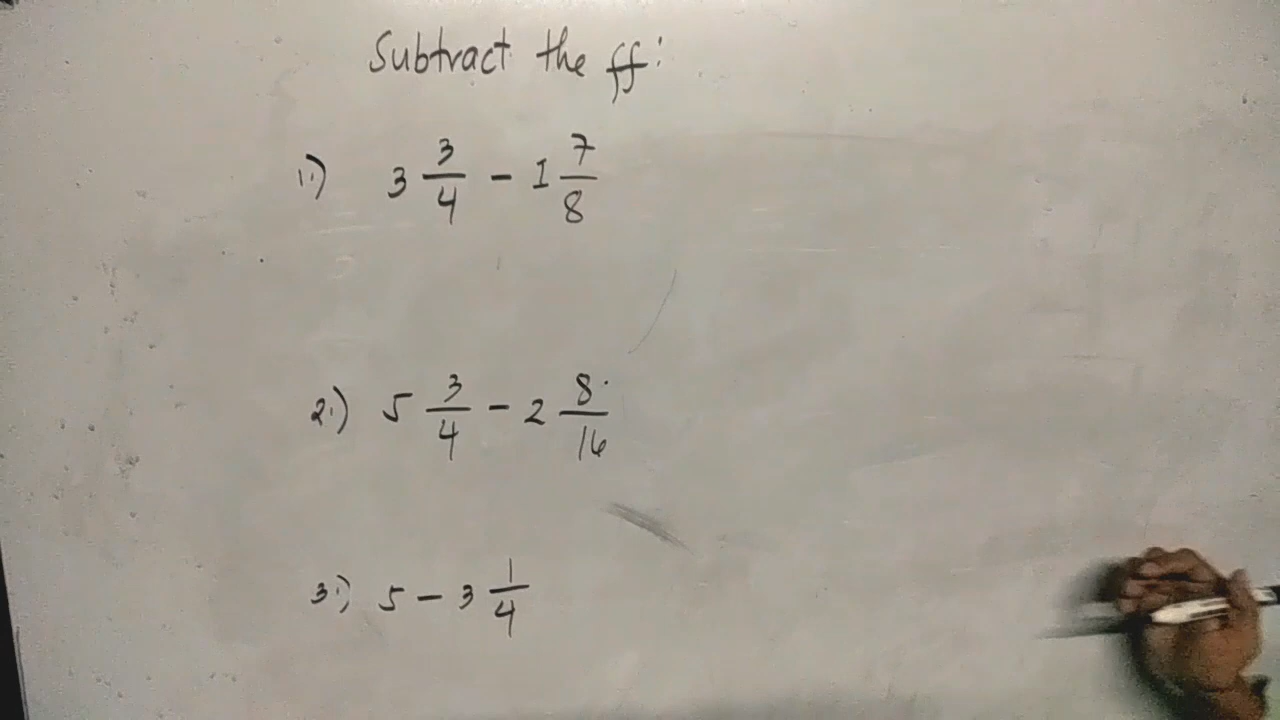 Subtract the ff:
1.) 3 3/4 - 1 7/8
2.) 5 3/4 - 2 8/16
3.) 5 - 3 1/4